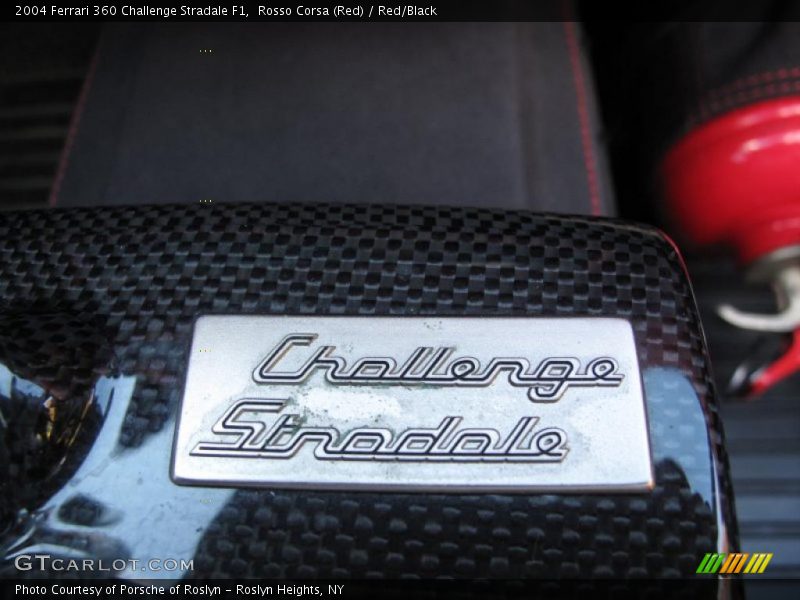 2004 Ferrari 360 Challenge Stradale F1, Rosso Corsa (Red) / Red/Black
Challenge
Stradale
GTCARLOT.COM
Photo Courtesy of Porsche of Roslyn - Roslyn Heights, NY